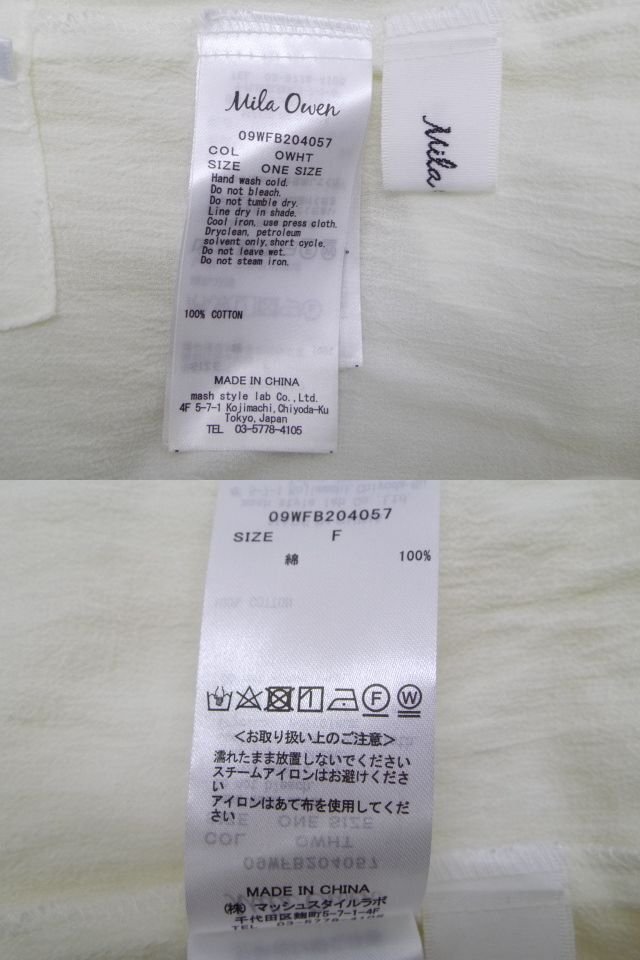 Mila Owen
Mila
09WFB204057
COL OWHT
SIZE ONE SIZE
Hand wash cold.
Do not bleach.
Do not tumble dry.
Line dry in shade.
Cool iron, use press cloth.
Dryclean, petroleum
solvent only, short cycle.
Do not leave wet.
Do not steam iron.
100% COTTON
MADE IN CHINA
mash style lab Co., Ltd.
4F 5-7-1 Kojimachi, Chiyoda-Ku
Tokyo, Japan
TEL 03-5778-4105
09WFB204057
SIZE F
綿 100%
F W
<お取り扱い上のご注意>
濡れたまま放置しないでください
スチームアイロンはお避けくださ
い
アイロンはあて布を使用してくだ
さい
MADE IN CHINA
(株) マッシュスタイルラボ
千代田区麹町5-7-1-4F
TEL 03-5778-4105